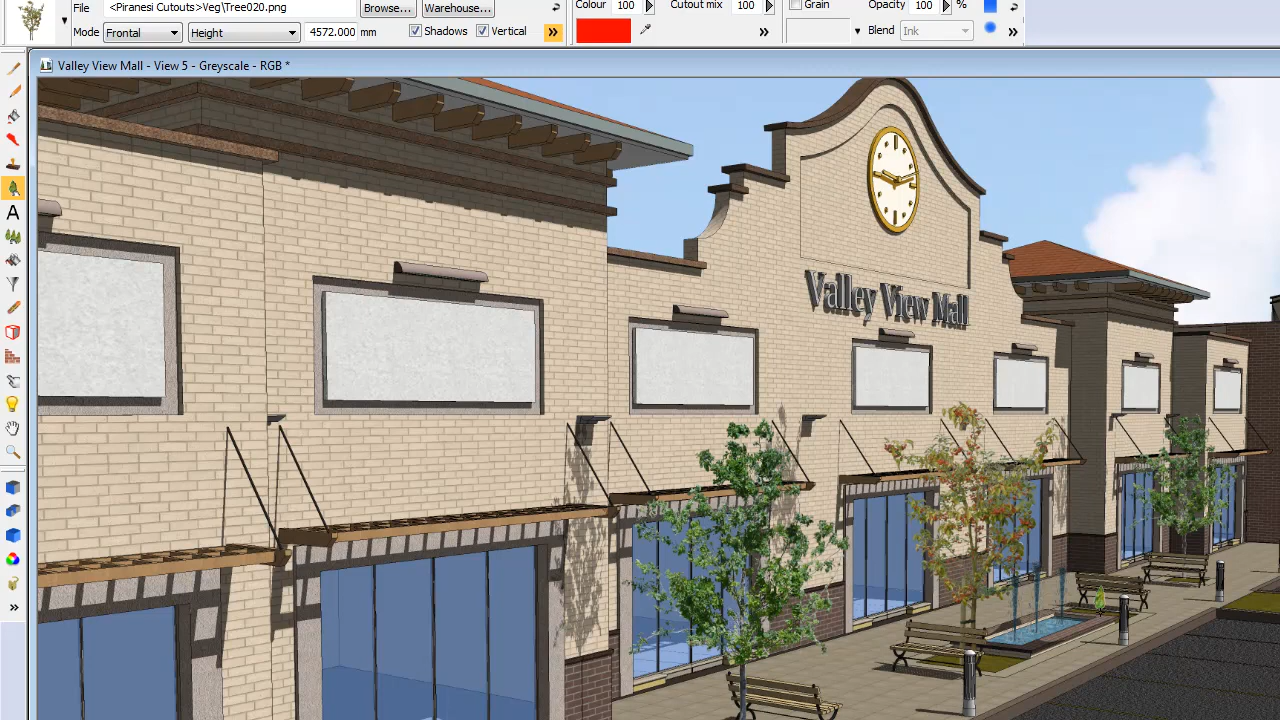 File <Piranesi Cutouts>Veg\Tree020.png Browse... Warehouse... Colour 100 Cutout mix 100 Grain Opacity 100 %
Mode Frontal Height 4572.000 mm Shadows Vertical Blend Ink
Valley View Mall - View 5 - Greyscale - RGB *
A
Valley View Mall